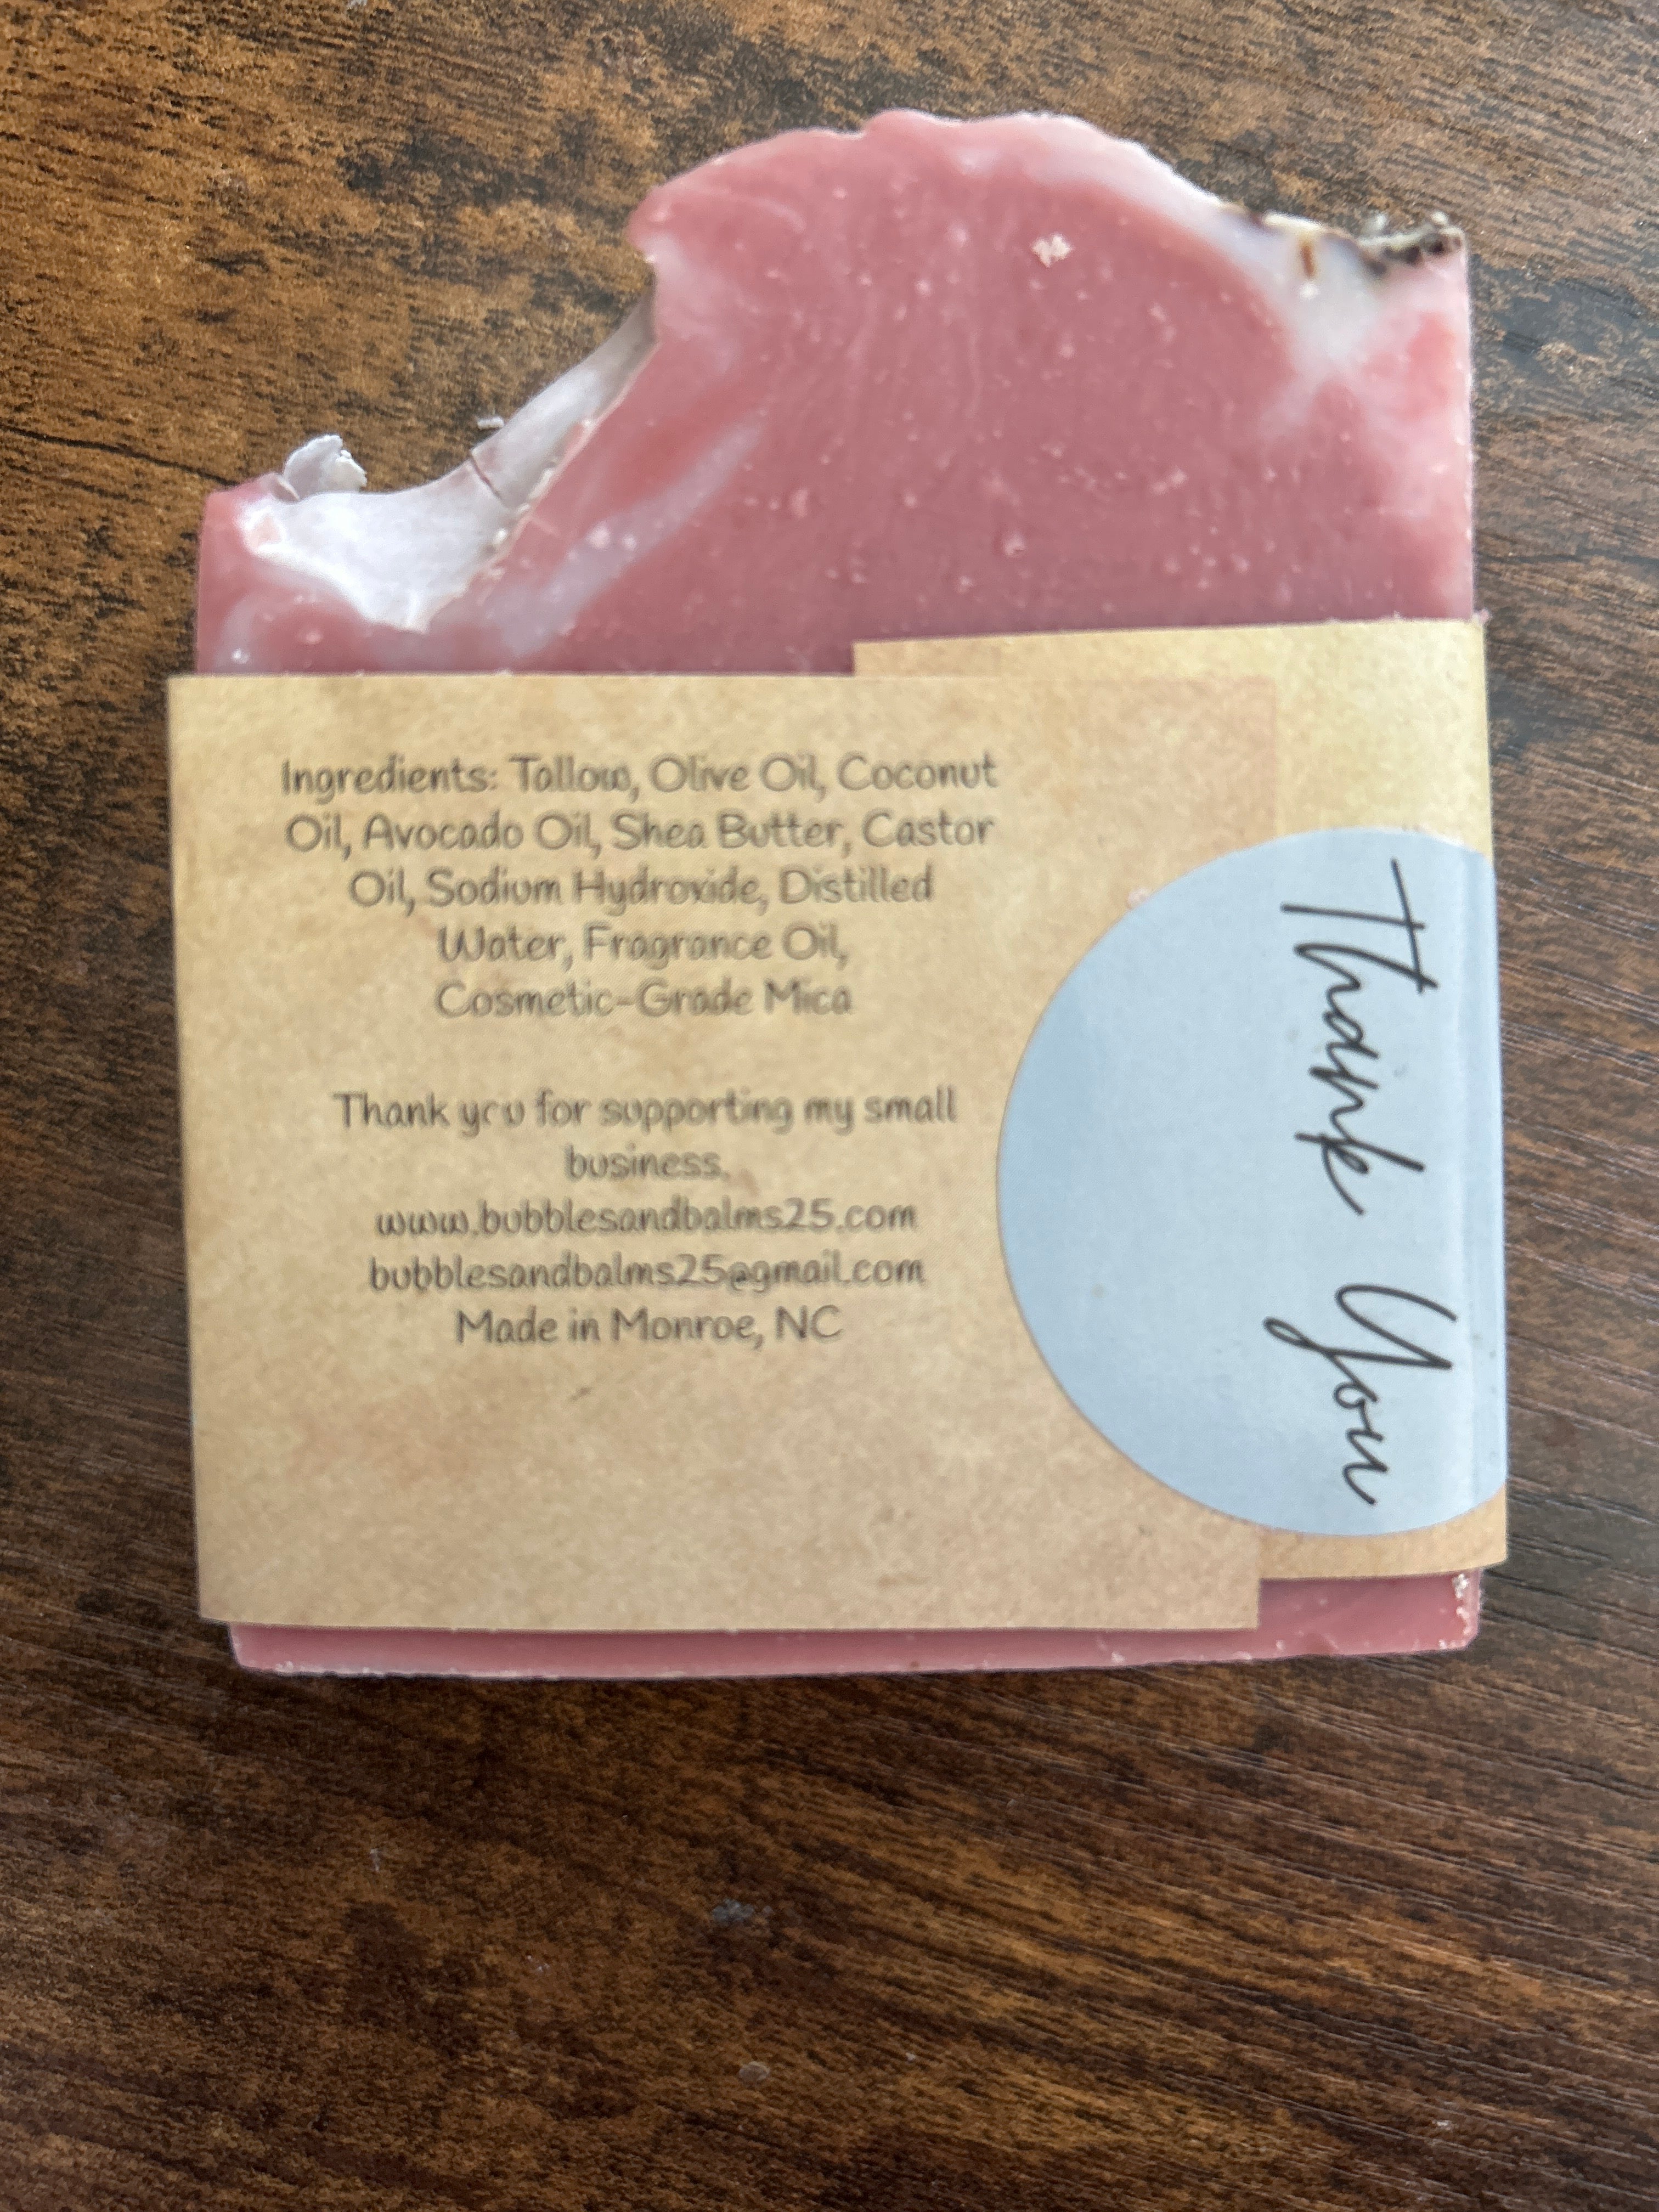 Ingredients: Tallow, Olive Oil, Coconut
Oil, Avocado Oil, Shea Butter, Castor
Oil, Sodium Hydroxide, Distilled
Water, Fragrance Oil,
Cosmetic-Grade Mica
Thank you for supporting my small
business.
www.bubblesandbalms25.com
bubblesandbalms25@gmail.com
Made in Monroe, NC
Thank You